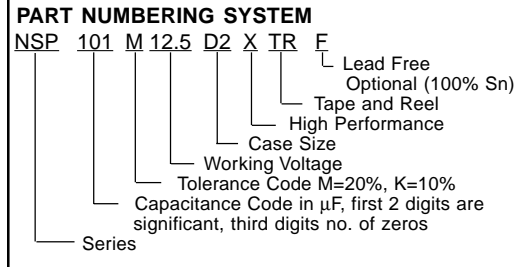 PART NUMBERING SYSTEM
NSP 101 M 12.5 D2 X TR F
Lead Free
Optional (100% Sn)
Tape and Reel
High Performance
Case Size
Working Voltage
Tolerance Code M=20%, K=10%
Capacitance Code in μF, first 2 digits are
significant, third digits no. of zeros
Series